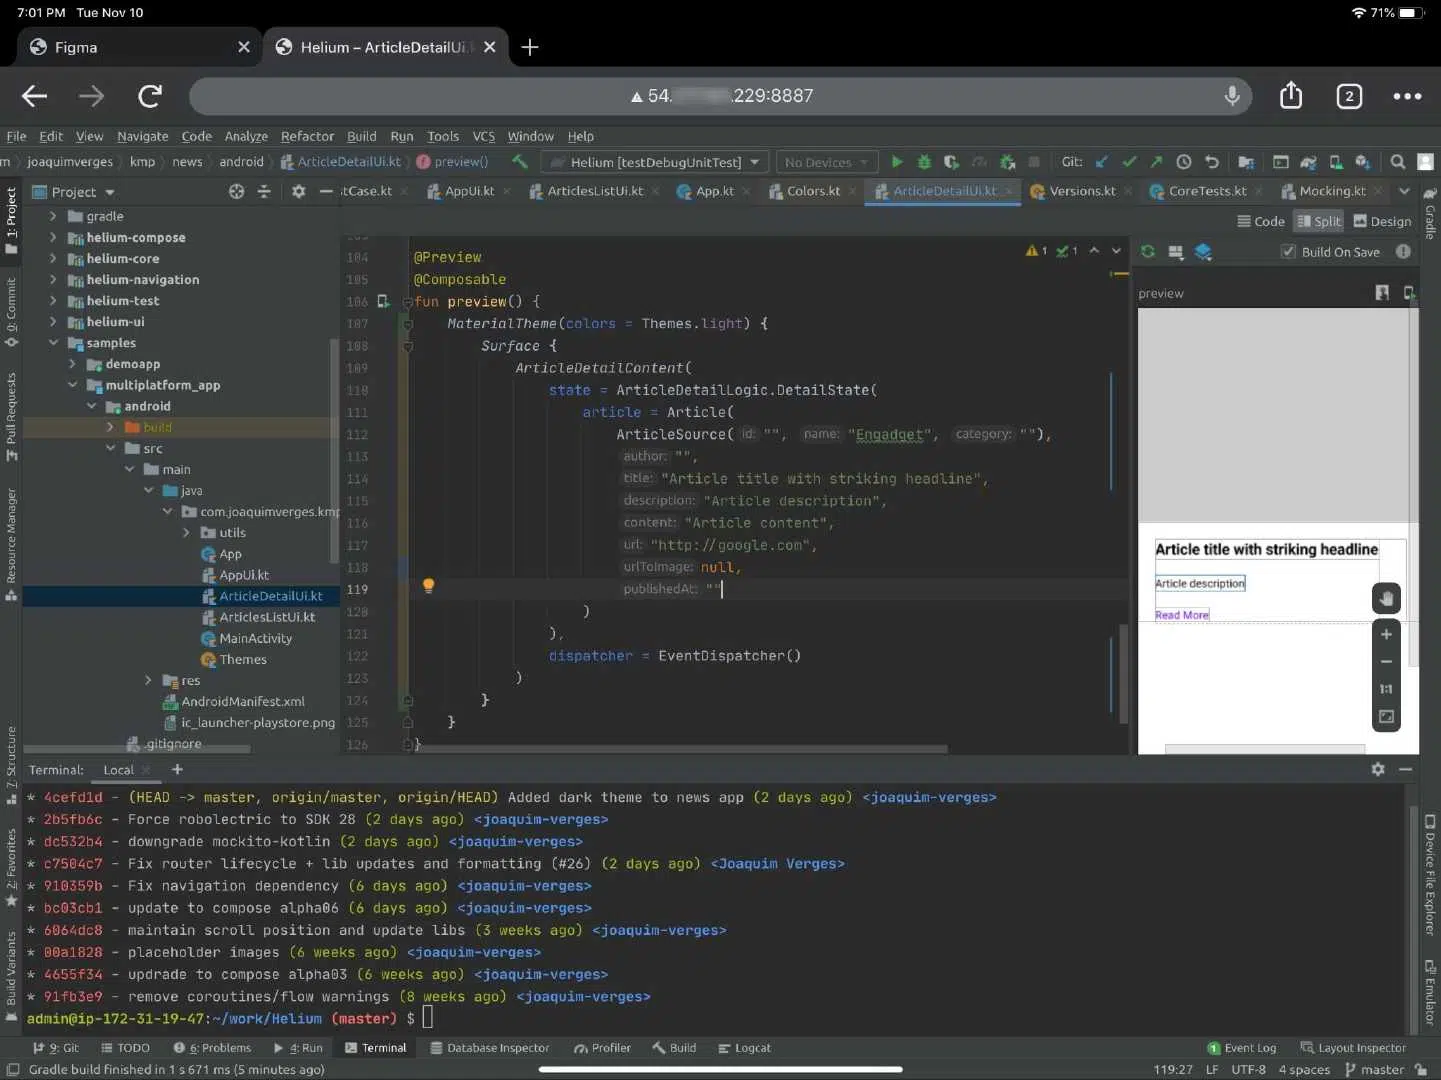 7:01 PM Tue Nov 10
71%
Figma
Helium – ArticleDetailUi.
54. .229:8887
2
File Edit View Navigate Code Analyze Refactor Build Run Tools VCS Window Help
m joaquimverges kmp news android ArticleDetailUi.kt preview()
Helium [testDebugUnitTest] No Devices Git:
1: Project
0: Commit
Pull Requests
Resource Manager
Z: Structure
2: Favorites
Build Variants
Project
stCase.kt AppUi.kt ArticlesListUi.kt App.kt Colors.kt ArticleDetailUi.kt Versions.kt CoreTests.kt Mocking.kt
Code Split Design
gradle
helium-compose
helium-core
helium-navigation
helium-test
helium-ui
samples
demoapp
multiplatform_app
android
build
src
main
java
com.joaquimverges.kmp
utils
App
AppUi.kt
ArticleDetailUi.kt
ArticlesListUi.kt
MainActivity
Themes
res
AndroidManifest.xml
ic_launcher-playstore.png
.gitignore
1 1
104 @Preview
105 @Composable
106 fun preview() {
107 MaterialTheme(colors = Themes.light) {
108 Surface {
109 ArticleDetailContent(
110 state = ArticleDetailLogic.DetailState(
111 article = Article(
112 ArticleSource( id: "", name: "Engadget", category: ""),
113 author: "",
114 title: "Article title with striking headline",
115 description: "Article description",
116 content: "Article content",
117 url: "http://google.com",
118 urlToImage: null,
119 publishedAt: ""
120 )
121 ),
122 dispatcher = EventDispatcher()
123 )
124 }
125 }
126 }
Build On Save
preview
Article title with striking headline
Article description
Read More
1:1
Gradle
Device File Explorer
Emulator
Terminal: Local
* 4cefd1d - (HEAD -> master, origin/master, origin/HEAD) Added dark theme to news app (2 days ago) <joaquim-verges>
* 2b5fb6c - Force robolectric to SDK 28 (2 days ago) <joaquim-verges>
* dc532b4 - downgrade mockito-kotlin (2 days ago) <joaquim-verges>
* c7504c7 - Fix router lifecycle + lib updates and formatting (#26) (2 days ago) <Joaquim Verges>
* 910359b - Fix navigation dependency (6 days ago) <joaquim-verges>
* bc03cb1 - update to compose alpha06 (6 days ago) <joaquim-verges>
* 6064dc8 - maintain scroll position and update libs (3 weeks ago) <joaquim-verges>
* 00a1828 - placeholder images (6 weeks ago) <joaquim-verges>
* 4655f34 - updrade to compose alpha03 (6 weeks ago) <joaquim-verges>
* 91fb3e9 - remove coroutines/flow warnings (8 weeks ago) <joaquim-verges>
admin@ip-172-31-19-47:~/work/Helium (master) $
9: Git TODO 6: Problems 4: Run Terminal Database Inspector Profiler Build Logcat 1 Event Log Layout Inspector
Gradle build finished in 1 s 671 ms (5 minutes ago) 119:27 LF UTF-8 4 spaces master